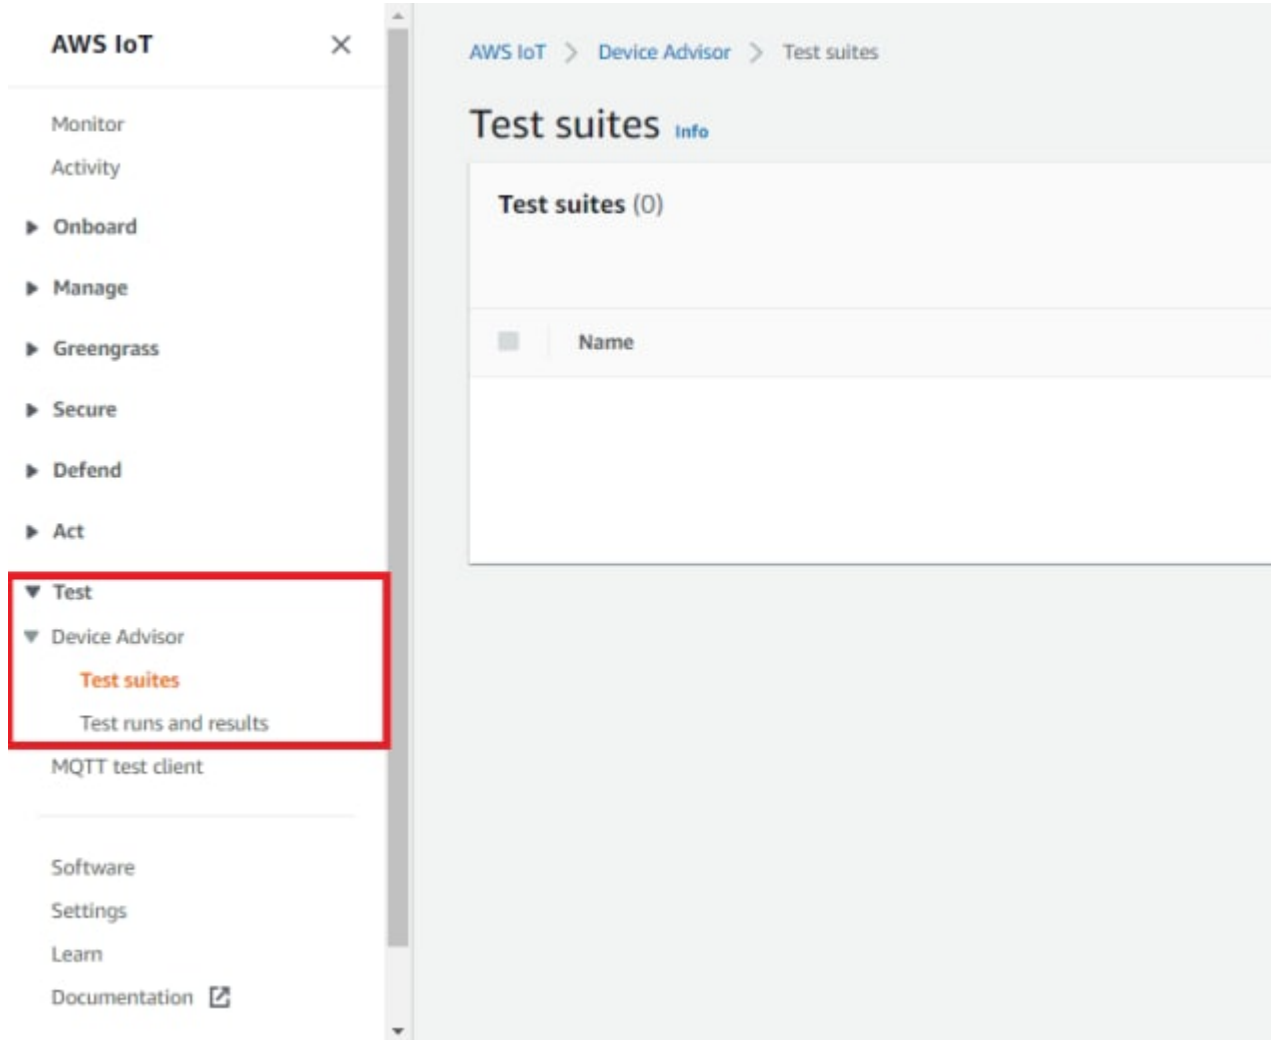 AWS IoT
Monitor
Activity
Onboard
Manage
Greengrass
Secure
Defend
Act
Test
Device Advisor
Test suites
Test runs and results
MQTT test client
Software
Settings
Learn
Documentation
AWS IoT > Device Advisor > Test suites
Test suites Info
Test suites (0)
Name